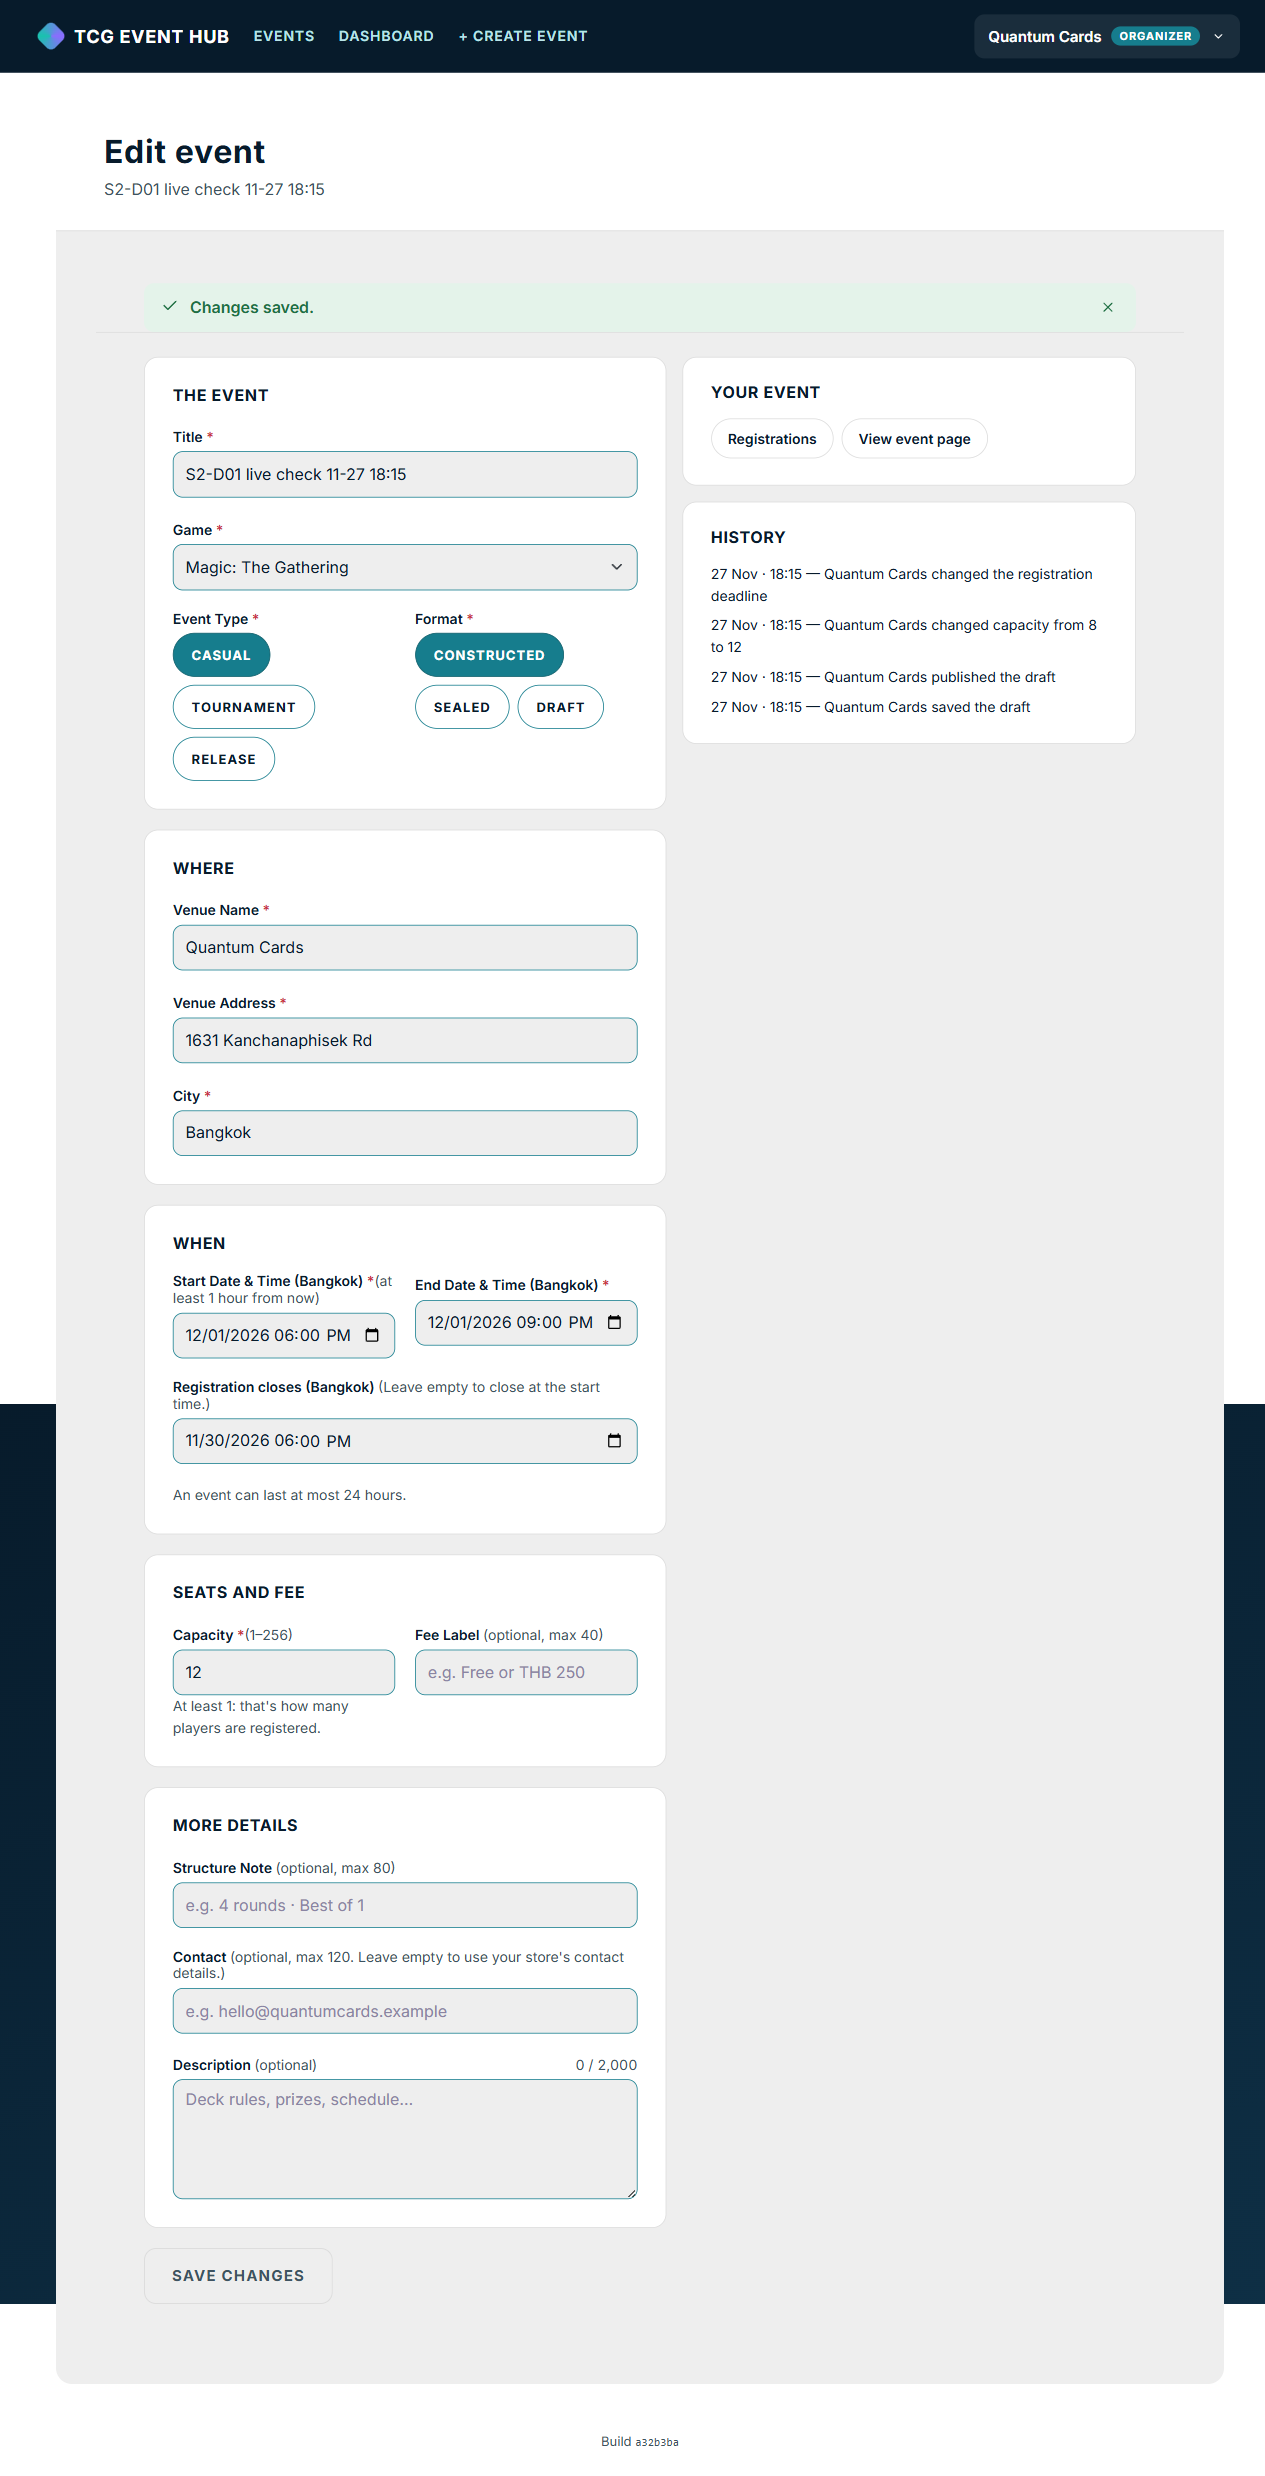 TCG EVENT HUB EVENTS DASHBOARD + CREATE EVENT Quantum Cards ORGANIZER
Edit event
S2-D01 live check 11-27 18:15
Changes saved.
THE EVENT
Title *
S2-D01 live check 11-27 18:15
Game *
Magic: The Gathering
Event Type *
CASUAL
TOURNAMENT
RELEASE
Format *
CONSTRUCTED
SEALED DRAFT
YOUR EVENT
Registrations View event page
HISTORY
27 Nov · 18:15 — Quantum Cards changed the registration
deadline
27 Nov · 18:15 — Quantum Cards changed capacity from 8
to 12
27 Nov · 18:15 — Quantum Cards published the draft
27 Nov · 18:15 — Quantum Cards saved the draft
WHERE
Venue Name *
Quantum Cards
Venue Address *
1631 Kanchanaphisek Rd
City *
Bangkok
WHEN
Start Date & Time (Bangkok) *(at
least 1 hour from now)
12/01/2026 06:00 PM
End Date & Time (Bangkok) *
12/01/2026 09:00 PM
Registration closes (Bangkok) (Leave empty to close at the start
time.)
11/30/2026 06:00 PM
An event can last at most 24 hours.
SEATS AND FEE
Capacity *(1–256)
12
At least 1: that's how many
players are registered.
Fee Label (optional, max 40)
e.g. Free or THB 250
MORE DETAILS
Structure Note (optional, max 80)
e.g. 4 rounds · Best of 1
Contact (optional, max 120. Leave empty to use your store's contact
details.)
e.g. hello@quantumcards.example
Description (optional) 0 / 2,000
Deck rules, prizes, schedule...
SAVE CHANGES
Build a32b3ba